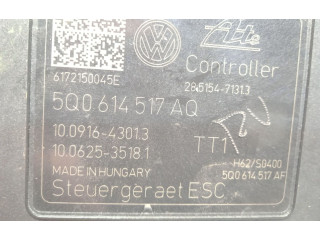 Ate
Controller
6172150045E
28.5154-7131.3
5Q0 614 517 AQ
10.0916-4301.3
10.0625-3518.1
TT1
H62/S0400
MADE IN HUNGARY
5Q0 614 517 AF
Steuergeraet ESC